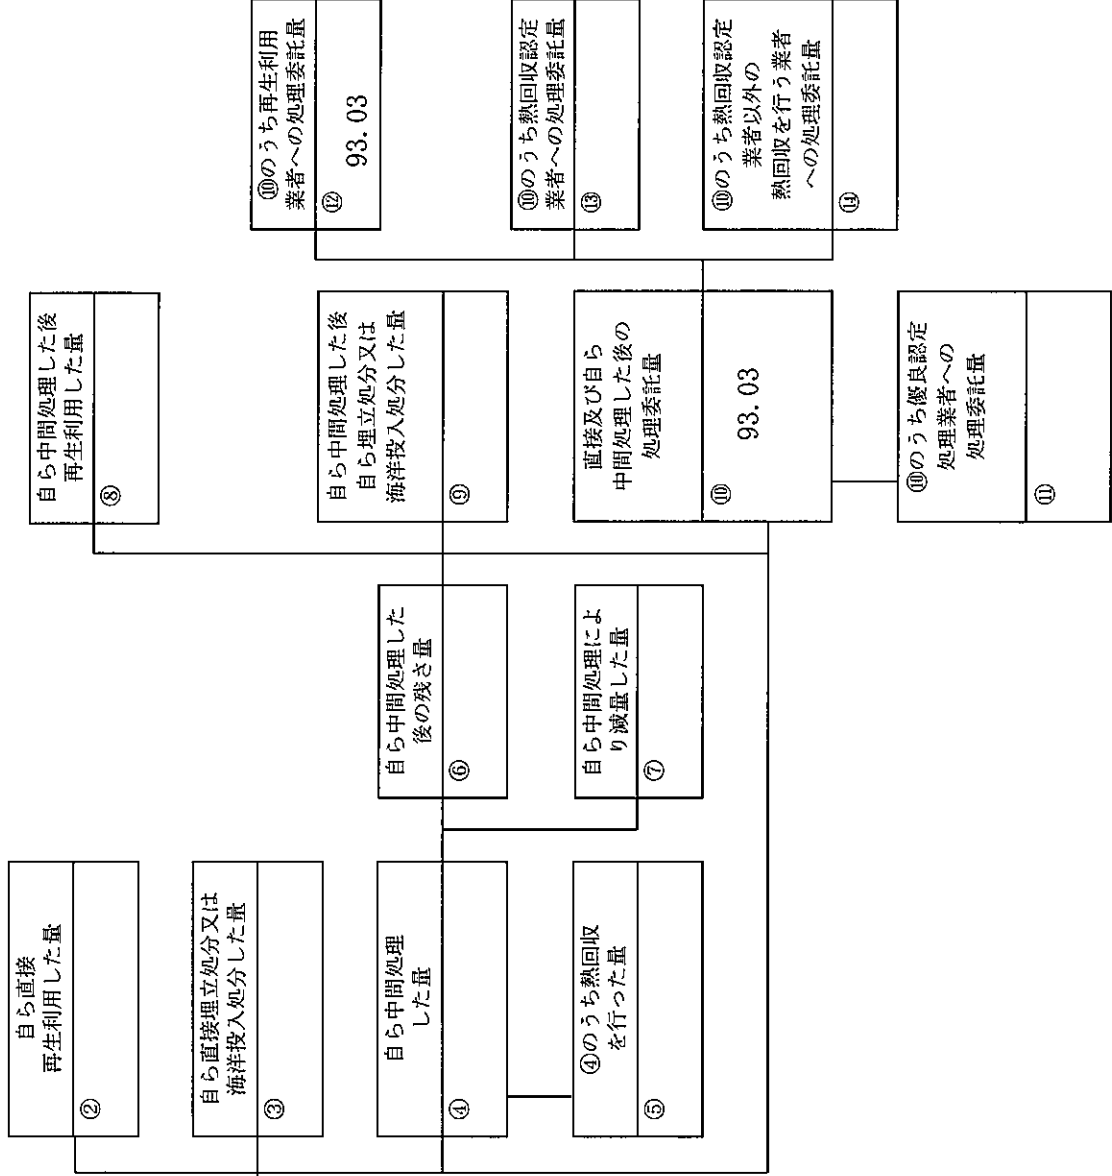 自ら直接
再生利用した量
②
自ら直接埋立処分又は
海洋投入処分した量
③
自ら中間処理
した量
④
④のうち熱回収
を行った量
⑤
自ら中間処理した
後の残さ量
⑥
自ら中間処理によ
り減量した量
⑦
自ら中間処理した後
再生利用した量
⑧
自ら中間処理した後
自ら埋立処分又は
海洋投入処分した量
⑨
直接及び自ら
中間処理した後の
処理委託量
⑩
93.03
⑩のうち優良認定
処理業者への
処理委託量
⑪
⑩のうち再生利用
業者への処理委託量
⑫
93.03
⑩のうち熱回収認定
業者への処理委託量
⑬
⑩のうち熱回収認定
業者以外の
熱回収を行う業者
への処理委託量
⑭